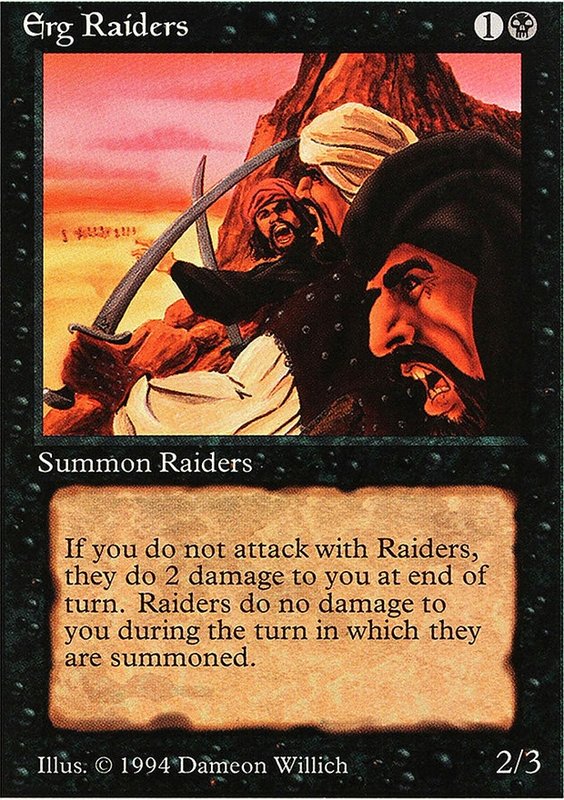 Erg Raiders 1
Summon Raiders
If you do not attack with Raiders,
they do 2 damage to you at end of
turn. Raiders do no damage to
you during the turn in which they
are summoned.
Illus. © 1994 Dameon Willich 2/3